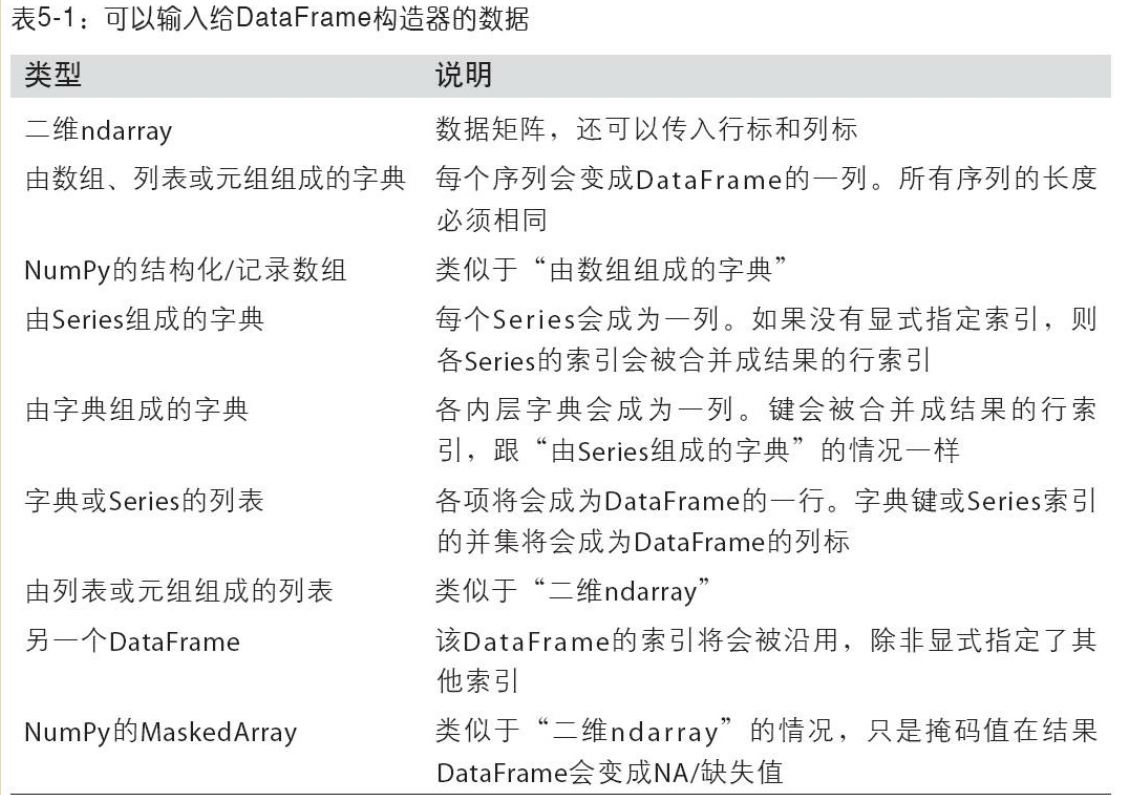 表5-1：可以输入给DataFrame构造器的数据
类型 说明
二维ndarray 数据矩阵，还可以传入行标和列标
由数组、列表或元组组成的字典 每个序列会变成DataFrame的一列。所有序列的长度
必须相同
NumPy的结构化/记录数组 类似于“由数组组成的字典”
由Series组成的字典 每个Series会成为一列。如果没有显式指定索引，则
各Series的索引会被合并成结果的行索引
由字典组成的字典 各内层字典会成为一列。键会被合并成结果的行索
引，跟“由Series组成的字典”的情况一样
字典或Series的列表 各项将会成为DataFrame的一行。字典键或Series索引
的并集将会成为DataFrame的列标
由列表或元组组成的列表 类似于“二维ndarray”
另一个DataFrame 该DataFrame的索引将会被沿用，除非显式指定了其
他索引
NumPy的MaskedArray 类似于“二维ndarray”的情况，只是掩码值在结果
DataFrame会变成NA/缺失值